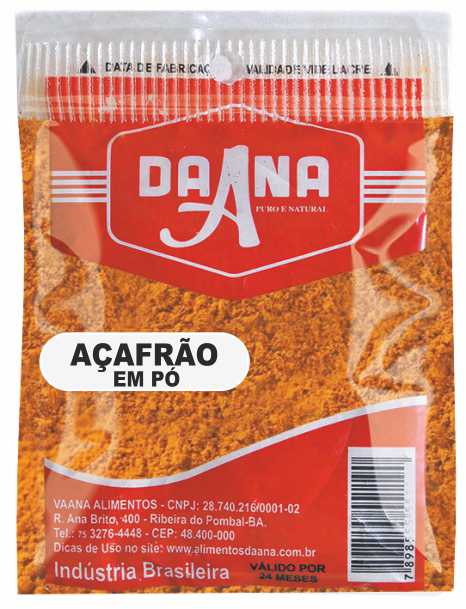 DATA DE FABRICAÇ VALIDADE VIDE LACRE
DAANA
PURO E NATURAL
AÇAFRÃO
EM PÓ
VAANA ALIMENTOS - CNPJ: 28.740.216/0001-02
R. Ana Brito, 400 - Ribeira do Pombal-BA.
Tel.: 75 3276-4448 - CEP: 48.400-000
Dicas de Uso no site: www.alimentosdaana.com.br
Indústria Brasileira
VÁLIDO POR
24 MESES